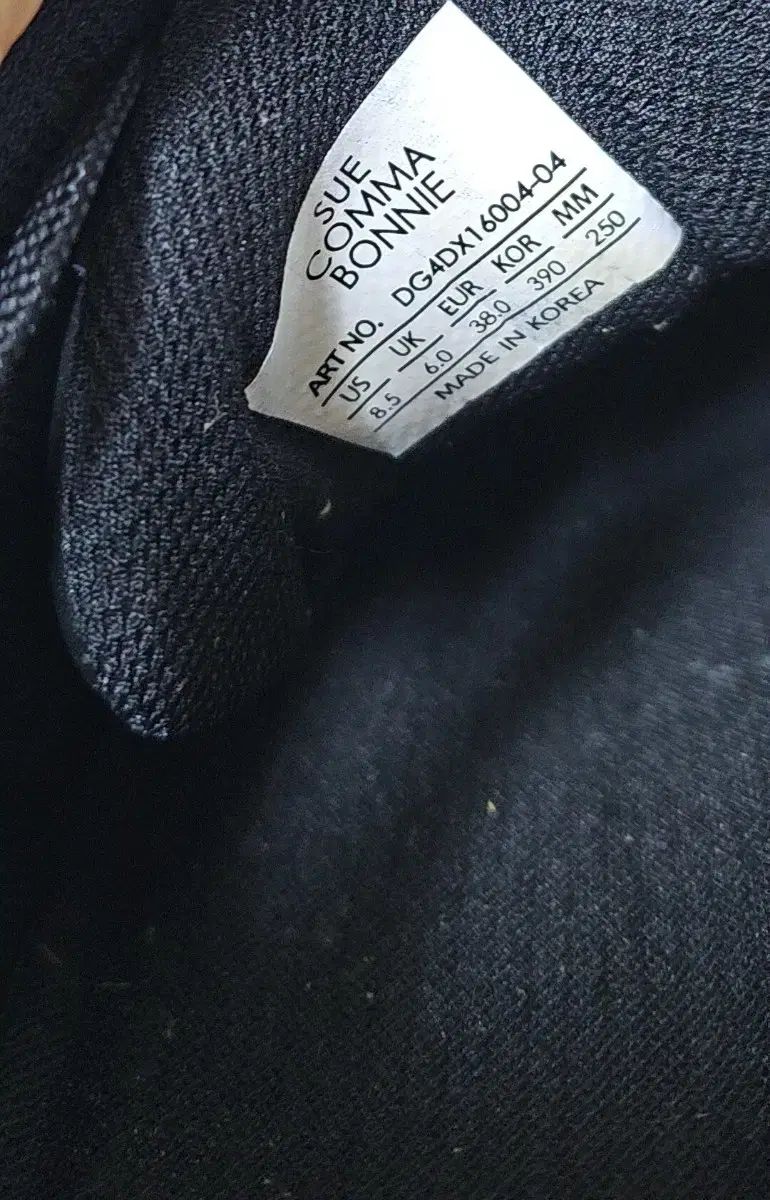 SUE
COMMA
BONNIE
ART NO. DG4DX16004-04
US UK EUR KOR MM
8.5 6.0 38.0 390 250
MADE IN KOREA